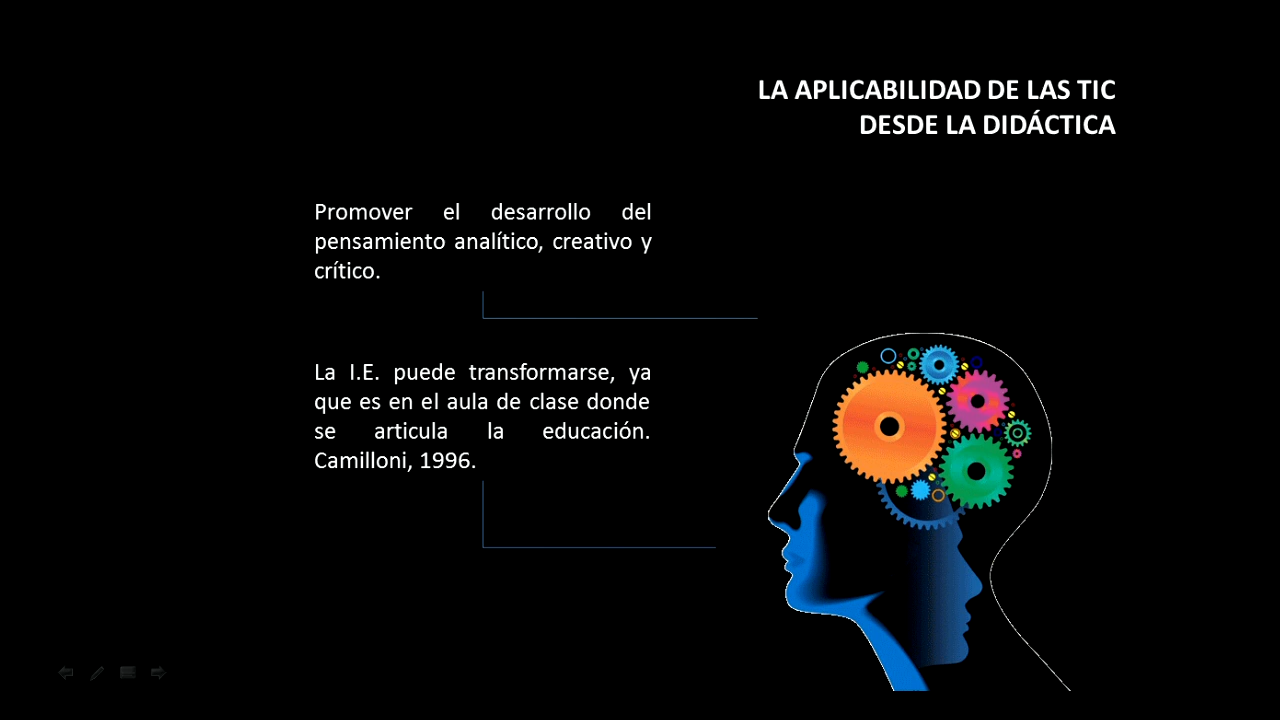 LA APLICABILIDAD DE LAS TIC
DESDE LA DIDÁCTICA
Promover el desarrollo del
pensamiento analítico, creativo y
crítico.
La I.E. puede transformarse, ya
que es en el aula de clase donde
se articula la educación.
Camilloni, 1996.